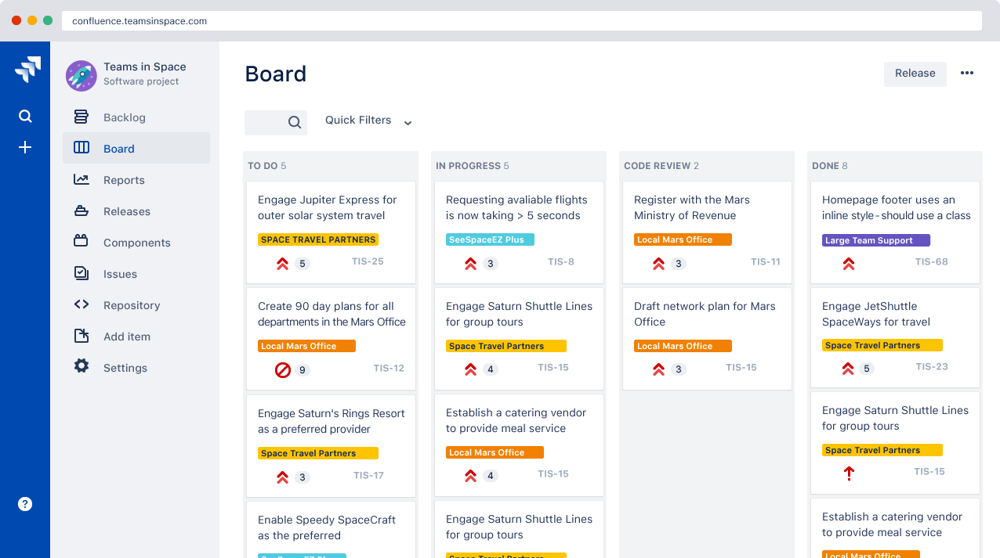 confluence.teamsinspace.com
Teams in Space
Software project
Backlog
Board
Reports
Releases
Components
Issues
Repository
Add item
Settings
?
Board
Release
Quick Filters
TO DO 5
Engage Jupiter Express for
outer solar system travel
SPACE TRAVEL PARTNERS
5 TIS-25
Create 90 day plans for all
departments in the Mars Office
Local Mars Office
9 TIS-12
Engage Saturn's Rings Resort
as a preferred provider
Space Travel Partners
3 TIS-17
Enable Speedy SpaceCraft
as the preferred
SeeSpaceEZ Plus
IN PROGRESS 5
Requesting avaliable flights
is now taking > 5 seconds
SeeSpaceEZ Plus
3 TIS-8
Engage Saturn Shuttle Lines
for group tours
Space Travel Partners
4 TIS-15
Establish a catering vendor
to provide meal service
Local Mars Office
4 TIS-15
Engage Saturn Shuttle Lines
for group tours
Space Travel Partners
CODE REVIEW 2
Register with the Mars
Ministry of Revenue
Local Mars Office
3 TIS-11
Draft network plan for Mars
Office
Local Mars Office
3 TIS-15
DONE 8
Homepage footer uses an
inline style-should use a class
Large Team Support
TIS-68
Engage JetShuttle
SpaceWays for travel
Space Travel Partners
5 TIS-23
Engage Saturn Shuttle Lines
for group tours
Space Travel Partners
TIS-15
Establish a catering vendor
to provide meal service
Local Mars Office